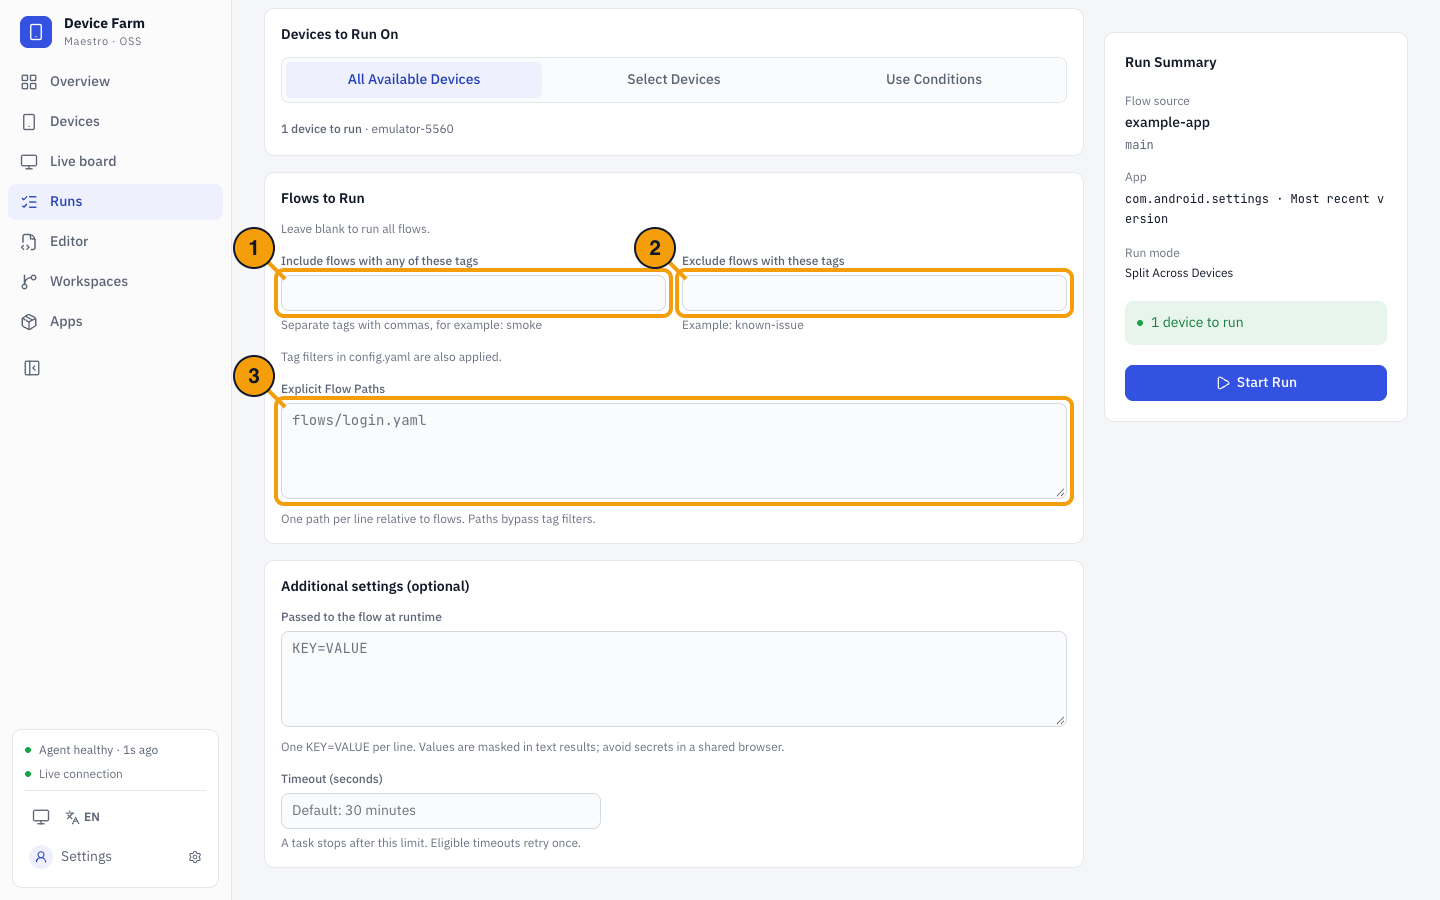 Device Farm
Maestro · OSS
Overview
Devices
Live board
Runs
Editor
Workspaces
Apps
Agent healthy · 1s ago
Live connection
EN
Settings
Devices to Run On
All Available Devices
Select Devices
Use Conditions
1 device to run · emulator-5560
Flows to Run
Leave blank to run all flows.
1
Include flows with any of these tags
Separate tags with commas, for example: smoke
2
Exclude flows with these tags
Example: known-issue
Tag filters in config.yaml are also applied.
3
Explicit Flow Paths
flows/login.yaml
One path per line relative to flows. Paths bypass tag filters.
Additional settings (optional)
Passed to the flow at runtime
KEY=VALUE
One KEY=VALUE per line. Values are masked in text results; avoid secrets in a shared browser.
Timeout (seconds)
Default: 30 minutes
A task stops after this limit. Eligible timeouts retry once.
Run Summary
Flow source
example-app
main
App
com.android.settings · Most recent v
ersion
Run mode
Split Across Devices
1 device to run
Start Run